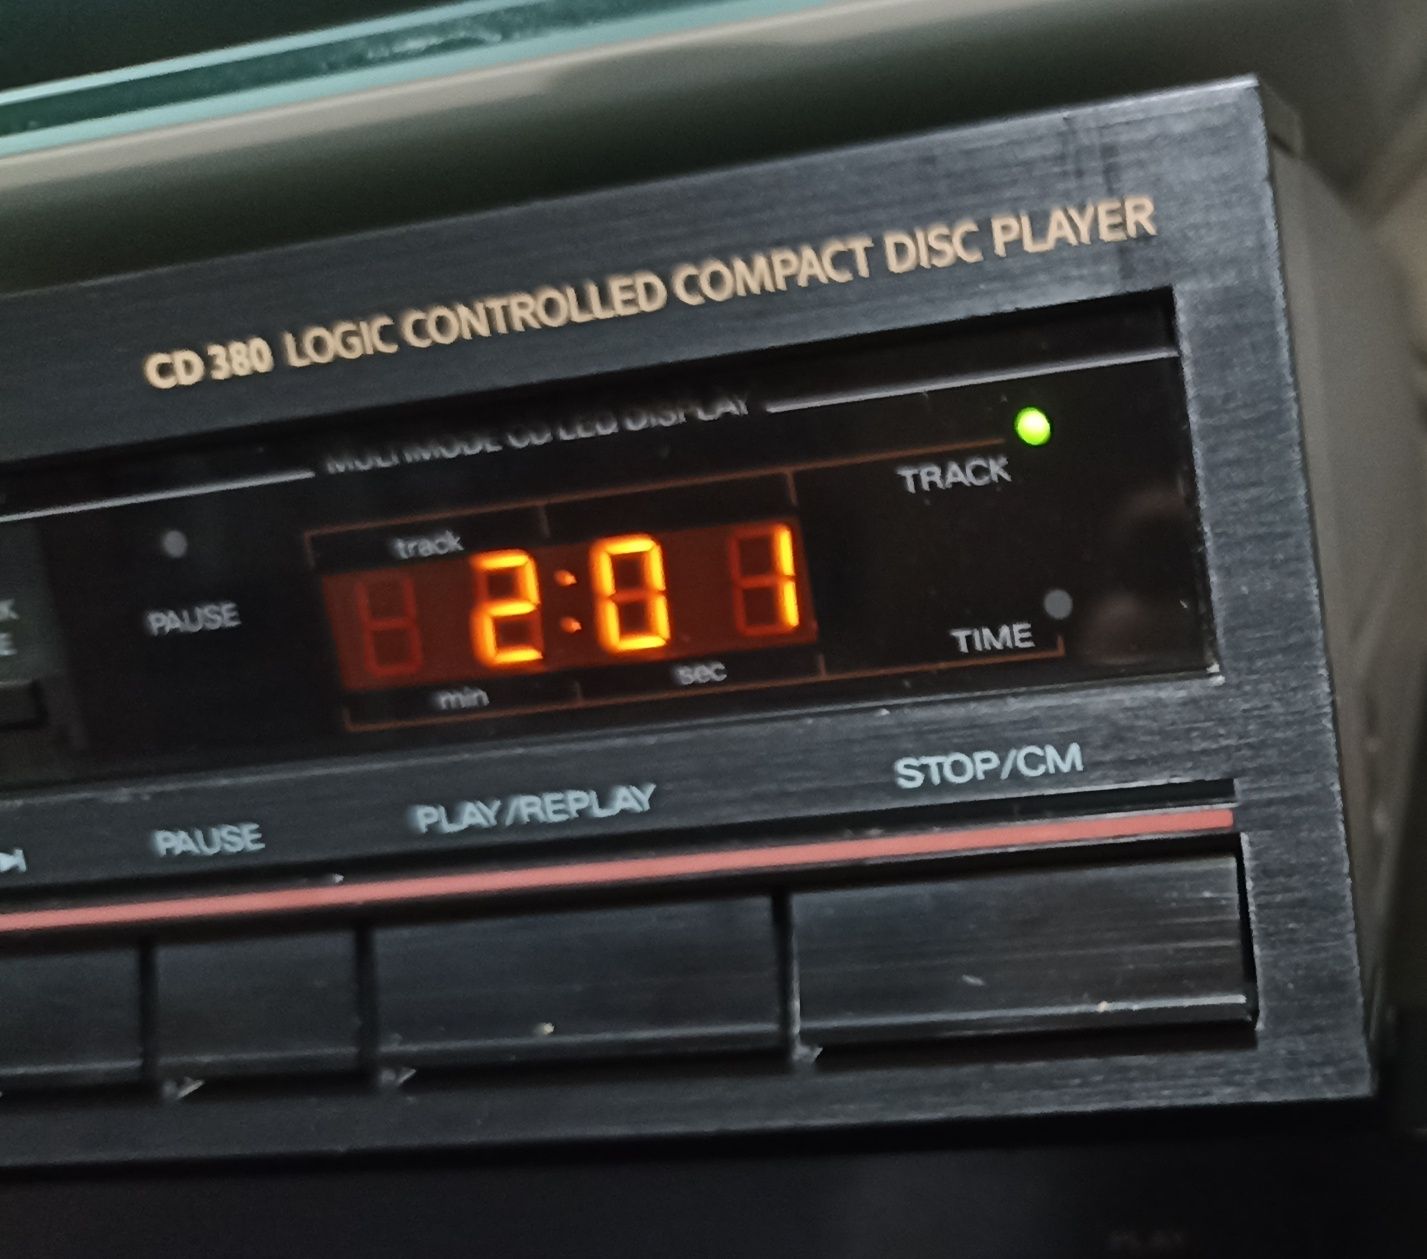 CD 380 LOGIC CONTROLLED COMPACT DISC PLAYER
MULTIMODE CD LED DISPLAY
TRACK
track
2:01
PAUSE
K
E
TIME
min sec
PAUSE PLAY/REPLAY STOP/CM